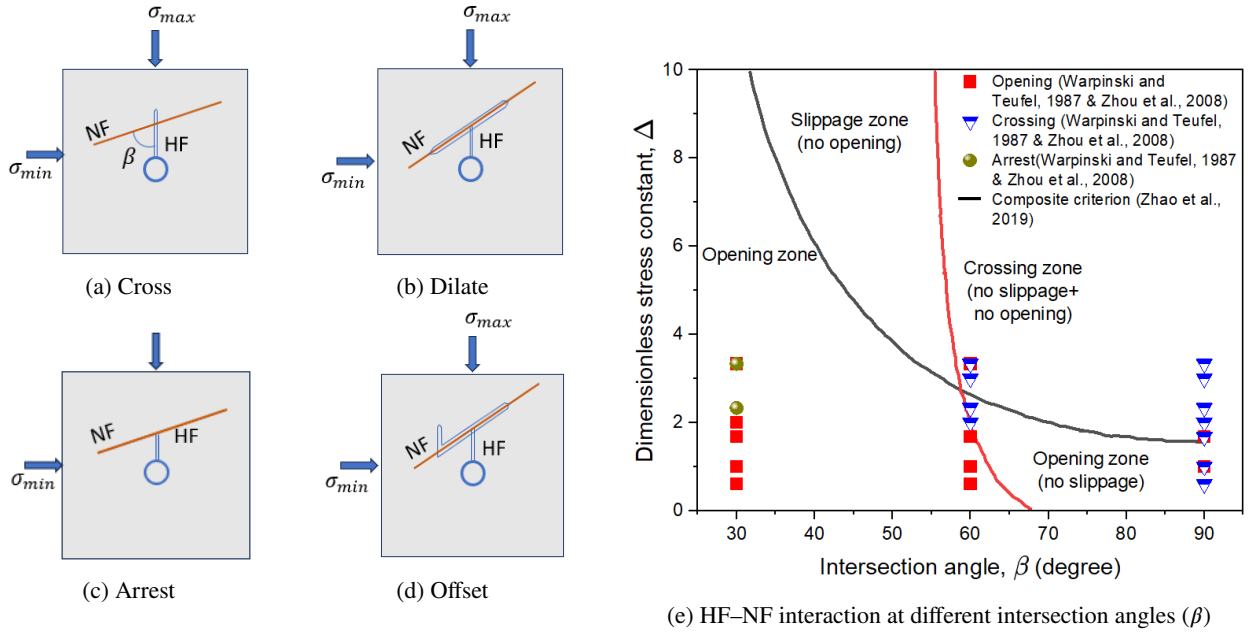 σmax
NF
HF
β
σmin
(a) Cross
σmax
NF
HF
σmin
(b) Dilate
NF
HF
σmin
(c) Arrest
σmax
NF
HF
σmin
(d) Offset
Dimensionless stress constant, Δ
10
8
6
4
2
0
30
40
50
60
70
80
90
Intersection angle, β (degree)
Slippage zone
(no opening)
Opening zone
Crossing zone
(no slippage+
no opening)
Opening zone
(no slippage)
Opening (Warpinski and
Teufel, 1987 & Zhou et al., 2008)
Crossing (Warpinski and Teufel,
1987 & Zhou et al., 2008)
Arrest(Warpinski and Teufel, 1987
& Zhou et al., 2008)
Composite criterion (Zhao et al.,
2019)
(e) HF–NF interaction at different intersection angles (β)